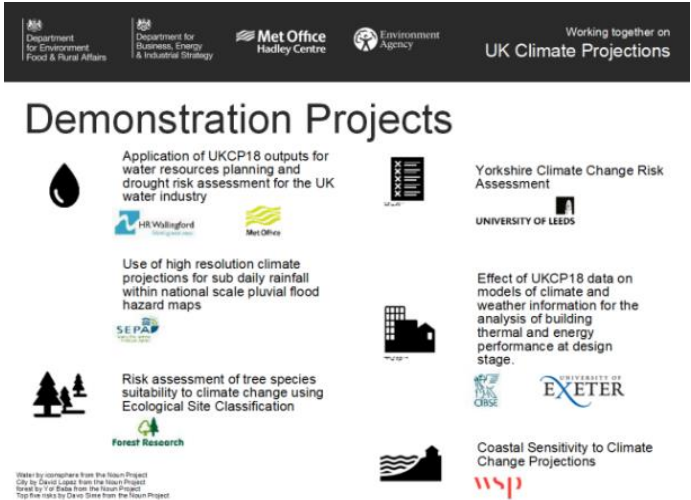 Department
for Environment
Food & Rural Affairs
Department for
Business, Energy
& Industrial Strategy
Met Office
Hadley Centre
Environment
Agency
Working together on
UK Climate Projections
Demonstration Projects
Application of UKCP18 outputs for
water resources planning and
drought risk assessment for the UK
water industry
HR Wallingford
Met Office
Use of high resolution climate
projections for sub daily rainfall
within national scale pluvial flood
hazard maps
SEPA
Risk assessment of tree species
suitability to climate change using
Ecological Site Classification
Forest Research
Yorkshire Climate Change Risk
Assessment
UNIVERSITY OF LEEDS
Effect of UKCP18 data on
models of climate and
weather information for the
analysis of building
thermal and energy
performance at design
stage.
CIBSE
UNIVERSITY OF
EXETER
Coastal Sensitivity to Climate
Change Projections
wsp
Water by iconsphere from the Noun Project
City by David Lopez from the Noun Project
forest by Y of Baba from the Noun Project
Top five risks by Davo Sime from the Noun Project